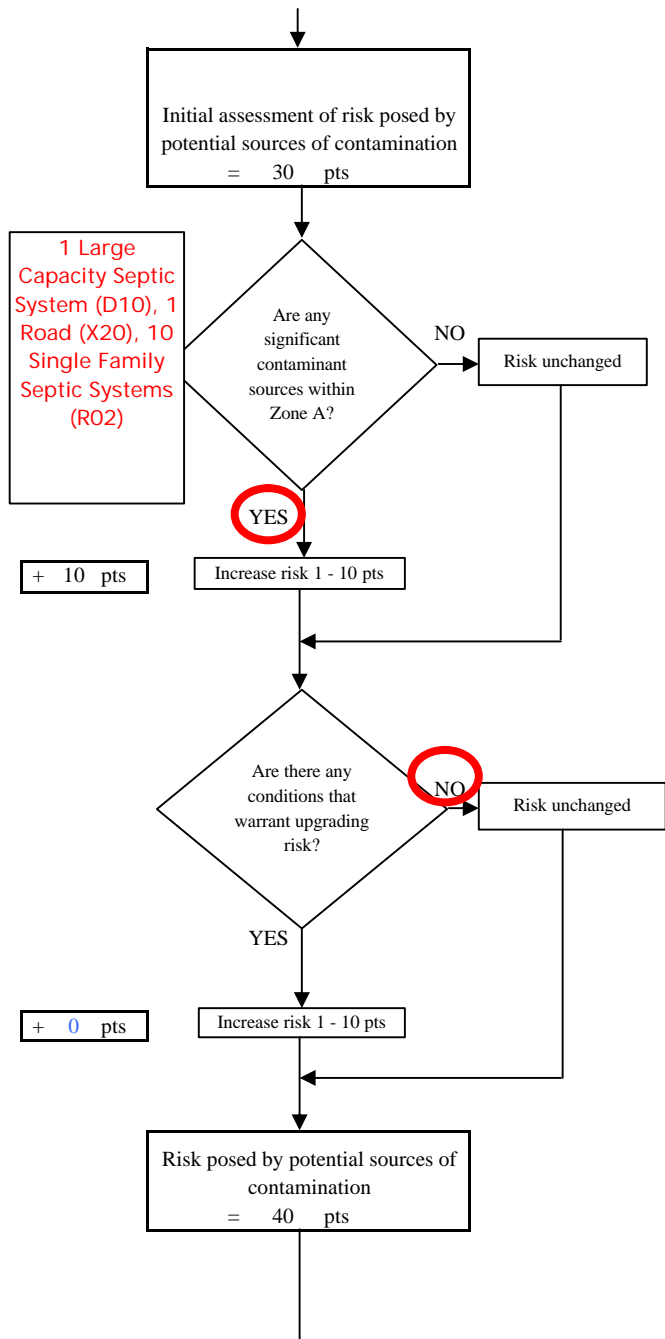 Initial assessment of risk posed by
potential sources of contamination
= 30 pts
1 Large
Capacity Septic
System (D10), 1
Road (X20), 10
Single Family
Septic Systems
(R02)
Are any
significant
contaminant
sources within
Zone A?
NO
Risk unchanged
YES
+ 10 pts
Increase risk 1 - 10 pts
Are there any
conditions that
warrant upgrading
risk?
NO
Risk unchanged
YES
+ 0 pts
Increase risk 1 - 10 pts
Risk posed by potential sources of
contamination
= 40 pts